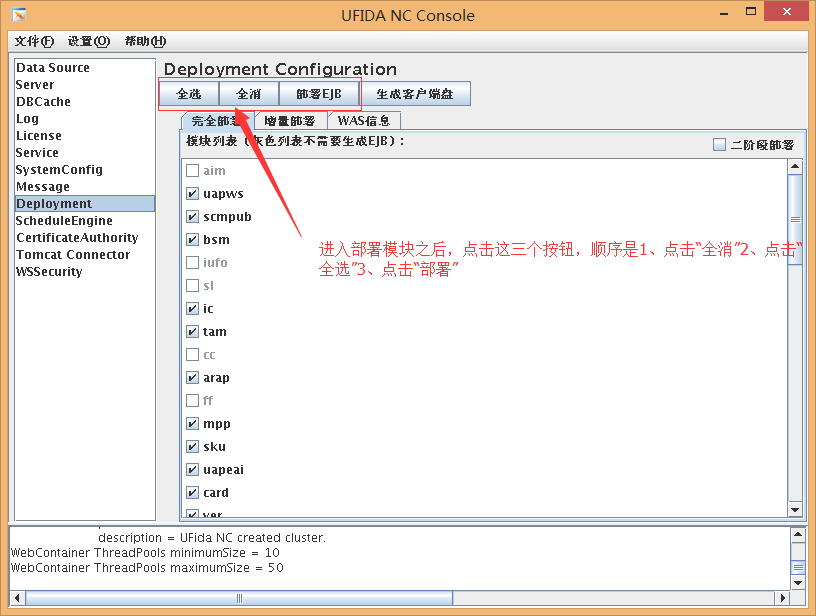 UFIDA NC Console
文件(F) 设置(O) 帮助(H)
Data Source
Server
DBCache
Log
License
Service
SystemConfig
Message
Deployment
ScheduleEngine
CertificateAuthority
Tomcat Connector
WSSecurity
Deployment Configuration
全选 全消 部署EJB 生成客户端盘
完全部署 增量部署 WAS信息
模块列表（灰色列表不需要生成EJB）： 二阶段部署
aim
uapws
scmpub
bsm
iufo
sl
ic
tam
cc
arap
ff
mpp
sku
uapeai
card
yer
进入部署模块之后，点击这三个按钮，顺序是1、点击“全消”2、点击“
全选”3、点击“部署”
description = UFida NC created cluster.
WebContainer ThreadPools minimumSize = 10
WebContainer ThreadPools maximumSize = 50